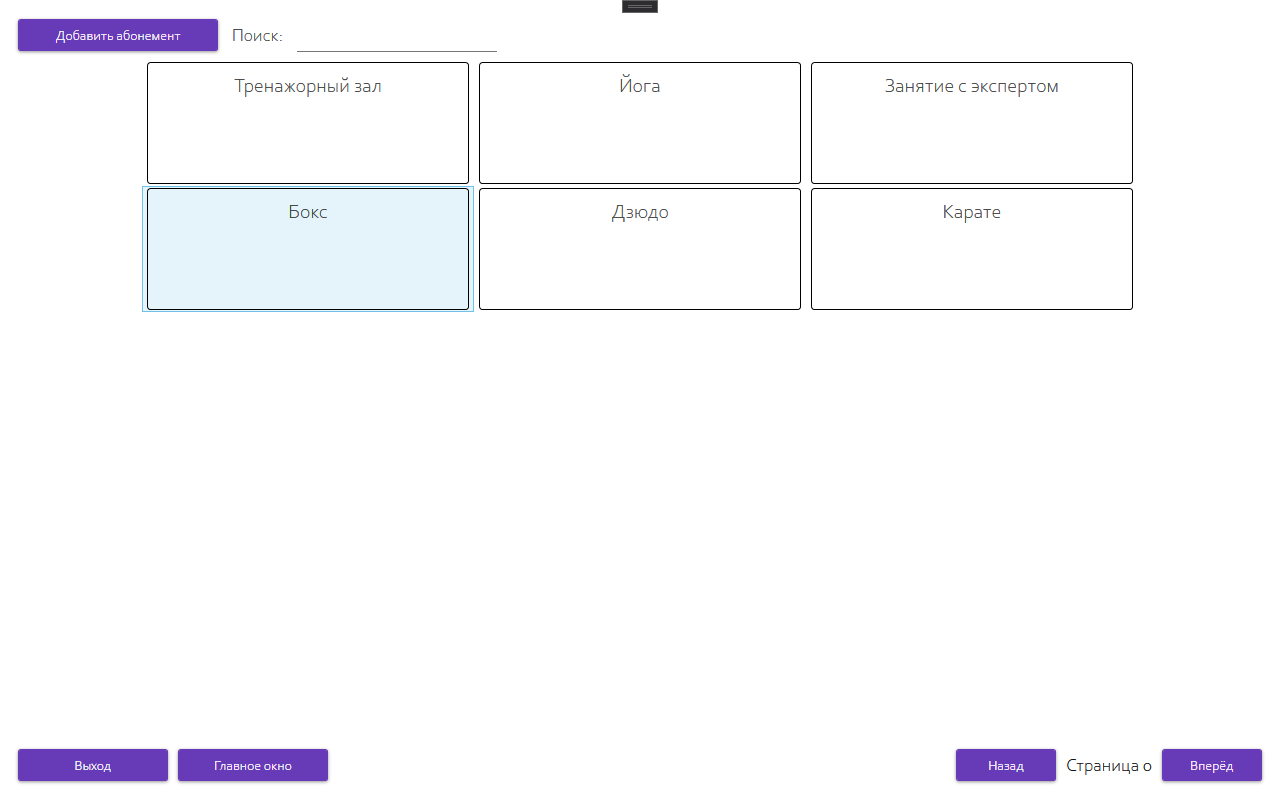 Добавить абонемент
Поиск:
Тренажорный зал
Йога
Занятие с экспертом
Бокс
Дзюдо
Карате
Выход
Главное окно
Назад
Страница 0
Вперёд